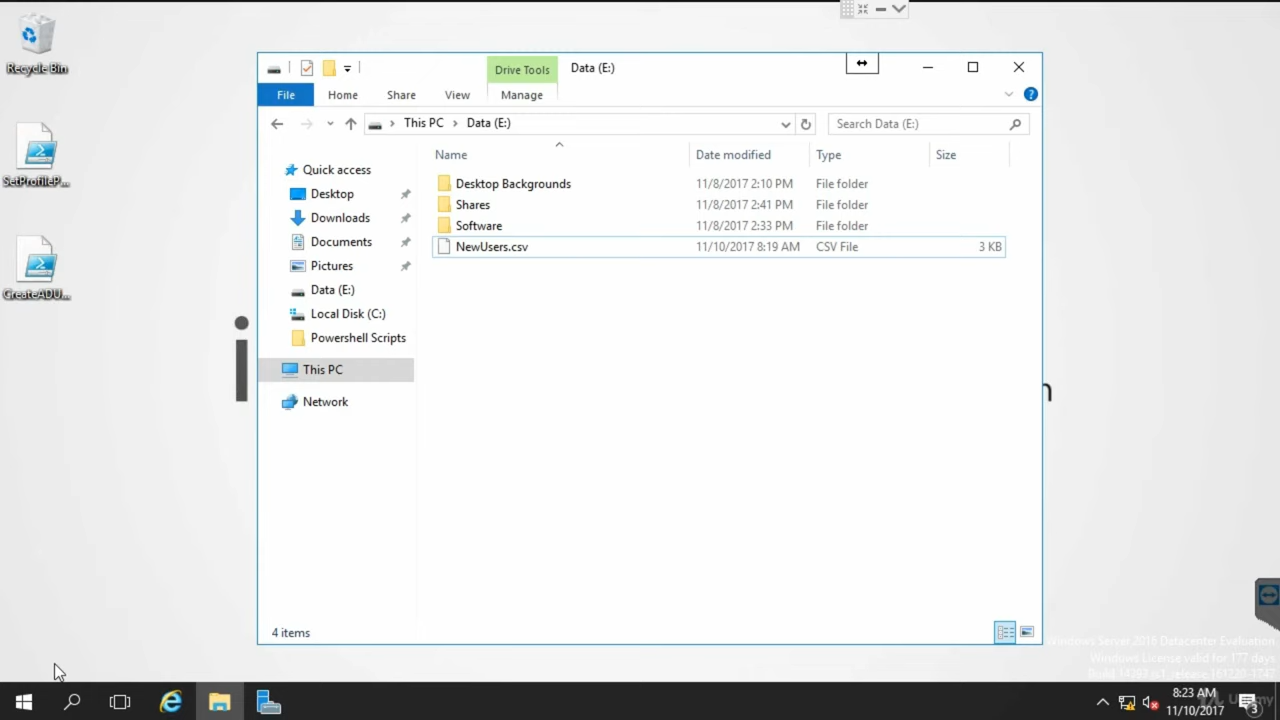 Recycle Bin
SetProfileP...
CreateADU...
Drive Tools
Data (E:)
File
Home
Share
View
Manage
This PC
Data (E:)
Search Data (E:)
Name
Date modified
Type
Size
Quick access
Desktop
Downloads
Documents
Pictures
Data (E:)
Local Disk (C:)
Powershell Scripts
This PC
Network
Desktop Backgrounds 11/8/2017 2:10 PM File folder
Shares 11/8/2017 2:41 PM File folder
Software 11/8/2017 2:33 PM File folder
NewUsers.csv 11/10/2017 8:19 AM CSV File 3 KB
4 items
Windows Server 2016 Datacenter Evaluation
Windows License valid for 177 days
8:23 AM
11/10/2017
3